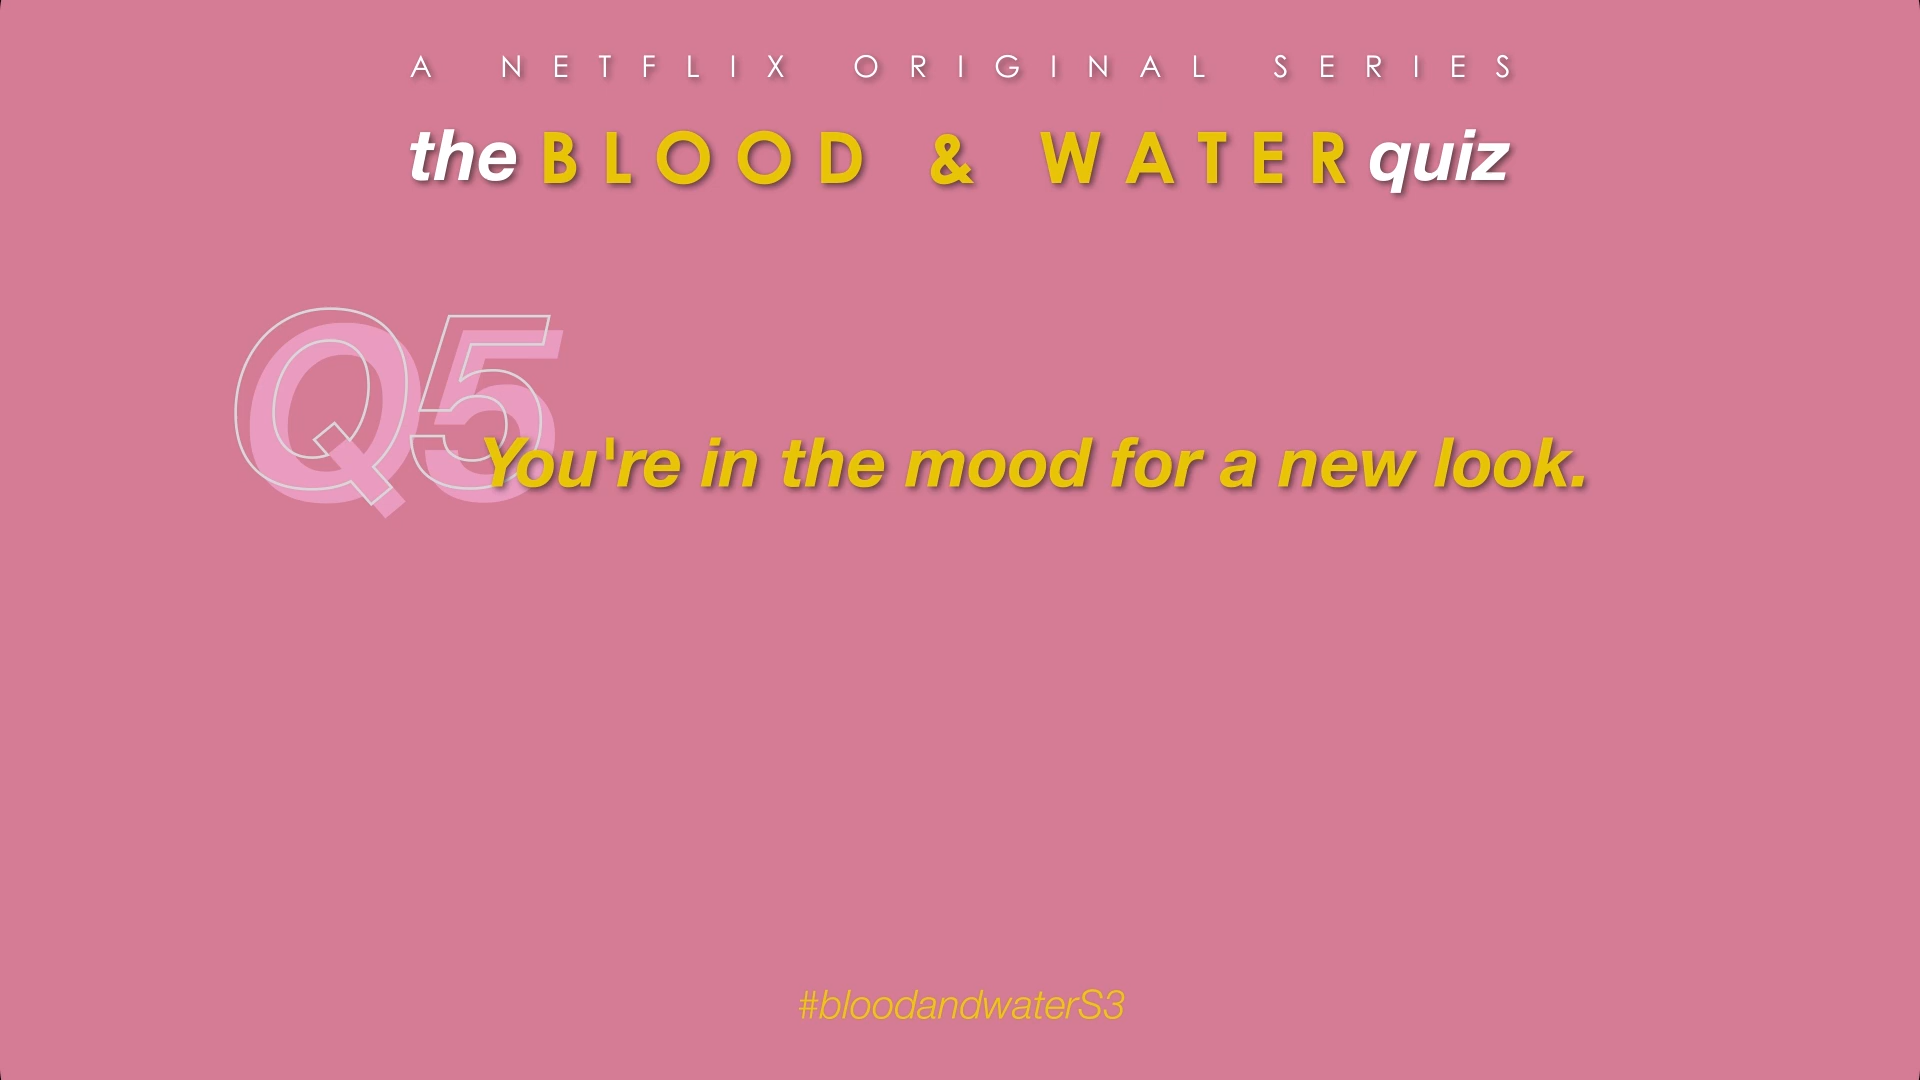 A NETFLIX ORIGINAL SERIES
the BLOOD & WATER quiz
Q5
You're in the mood for a new look.
#bloodandwaterS3